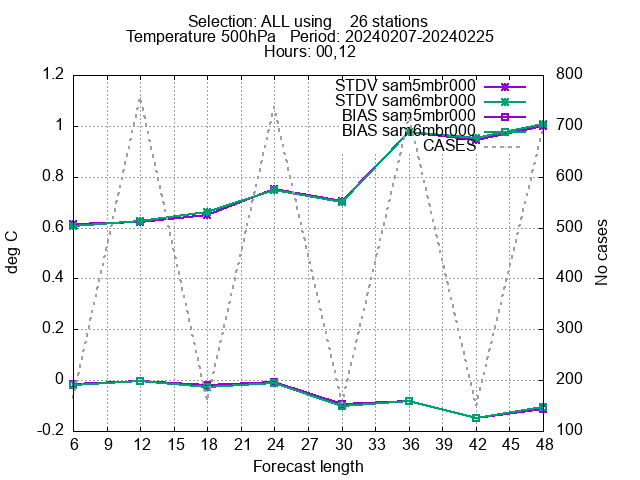 Selection: ALL using    26 stations
Temperature 500hPa   Period: 20240207-20240225
Hours: 00,12
STDV sam5mbr000
STDV sam6mbr000
BIAS sam5mbr000
BIAS sam6mbr000
CASES
1.2
1
0.8
0.6
0.4
0.2
0
-0.2
deg C
800
700
600
500
400
300
200
100
No cases
6 9 12 15 18 21 24 27 30 33 36 39 42 45 48
Forecast length